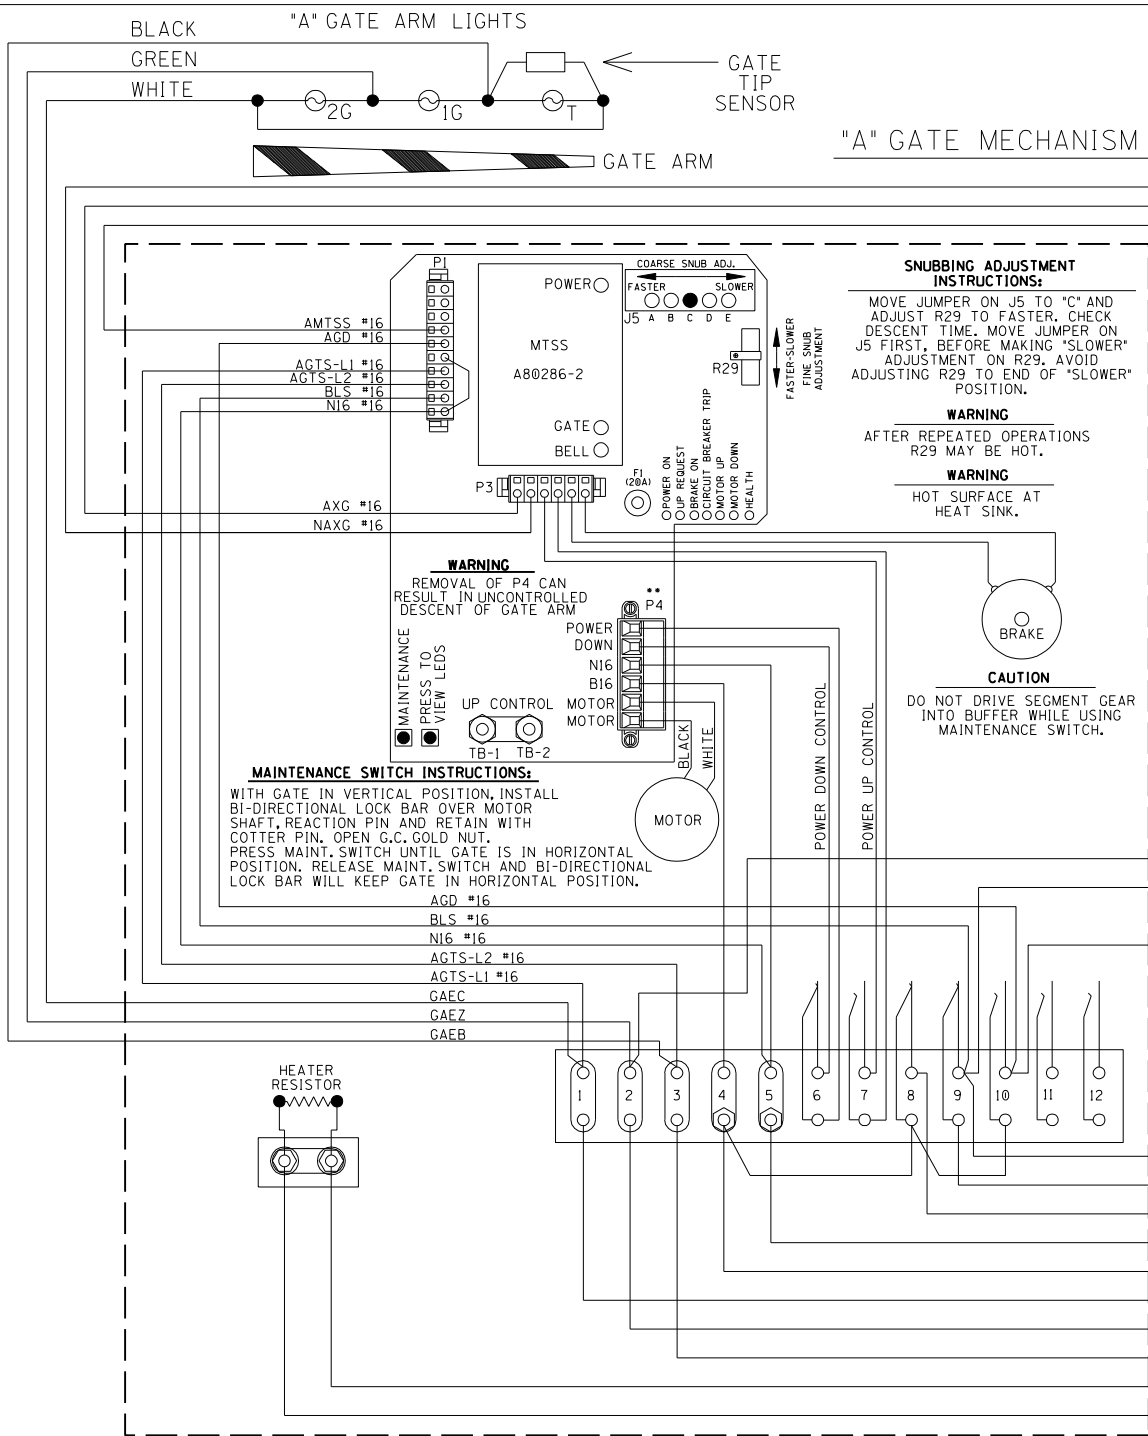 "A" GATE ARM LIGHTS
BLACK
GREEN
WHITE
2G
1G
T
GATE
TIP
SENSOR
GATE ARM
"A" GATE MECHANISM
P1
AMTSS #16
AGD #16
AGTS-L1 #16
AGTS-L2 #16
BLS #16
N16 #16
POWER
MTSS
A80286-2
GATE
BELL
COARSE SNUB ADJ.
FASTER
SLOWER
J5 A B C D E
R29
FASTER-SLOWER
FINE SNUB
ADJUSTMENT
SNUBBING ADJUSTMENT
INSTRUCTIONS:
MOVE JUMPER ON J5 TO "C" AND
ADJUST R29 TO FASTER. CHECK
DESCENT TIME. MOVE JUMPER ON
J5 FIRST, BEFORE MAKING "SLOWER"
ADJUSTMENT ON R29. AVOID
ADJUSTING R29 TO END OF "SLOWER"
POSITION.
WARNING
AFTER REPEATED OPERATIONS
R29 MAY BE HOT.
WARNING
HOT SURFACE AT
HEAT SINK.
P3
F1
(20A)
POWER ON
UP REQUEST
BRAKE ON
CIRCUIT BREAKER TRIP
MOTOR UP
MOTOR DOWN
HEALTH
AXG #16
NAXG #16
WARNING
REMOVAL OF P4 CAN
RESULT IN UNCONTROLLED
DESCENT OF GATE ARM
**
P4
POWER
DOWN
N16
B16
MOTOR
MOTOR
MAINTENANCE
PRESS TO
VIEW LEDS
UP CONTROL
TB-1 TB-2
BLACK
WHITE
MOTOR
BRAKE
CAUTION
DO NOT DRIVE SEGMENT GEAR
INTO BUFFER WHILE USING
MAINTENANCE SWITCH.
POWER DOWN CONTROL
POWER UP CONTROL
MAINTENANCE SWITCH INSTRUCTIONS:
WITH GATE IN VERTICAL POSITION, INSTALL
BI-DIRECTIONAL LOCK BAR OVER MOTOR
SHAFT, REACTION PIN AND RETAIN WITH
COTTER PIN. OPEN G.C. GOLD NUT.
PRESS MAINT. SWITCH UNTIL GATE IS IN HORIZONTAL
POSITION. RELEASE MAINT. SWITCH AND BI-DIRECTIONAL
LOCK BAR WILL KEEP GATE IN HORIZONTAL POSITION.
AGD #16
BLS #16
N16 #16
AGTS-L2 #16
AGTS-L1 #16
GAEC
GAEZ
GAEB
HEATER
RESISTOR
1 2 3 4 5 6 7 8 9 10 11 12